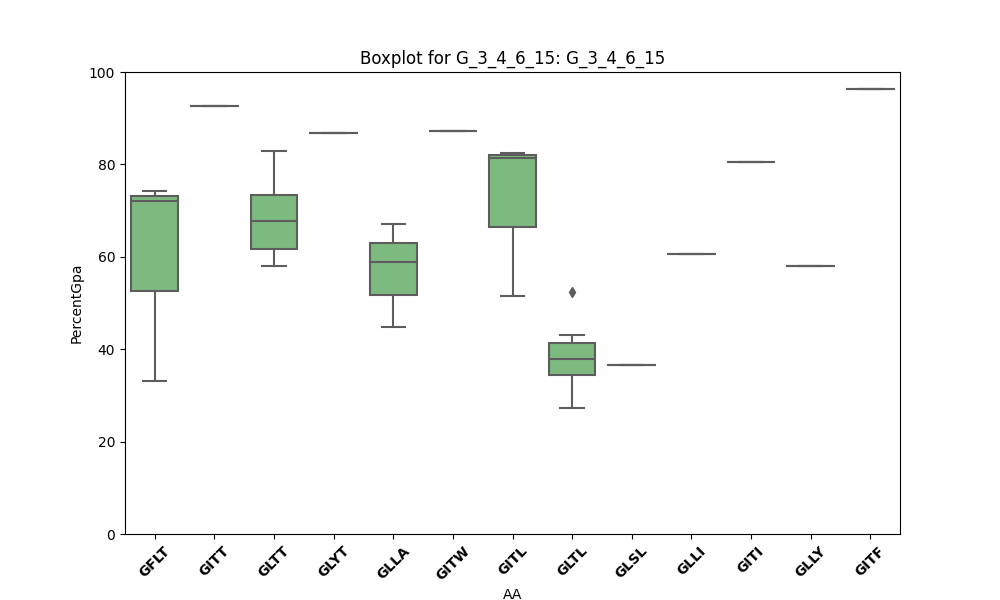 Boxplot for G_3_4_6_15: G_3_4_6_15
100
80
60
40
20
0
PercentGpa
GFLT GITT GLTT GLYT GLLA GITW GITL GLTL GLSL GLLI GITI GLLY GITF
AA